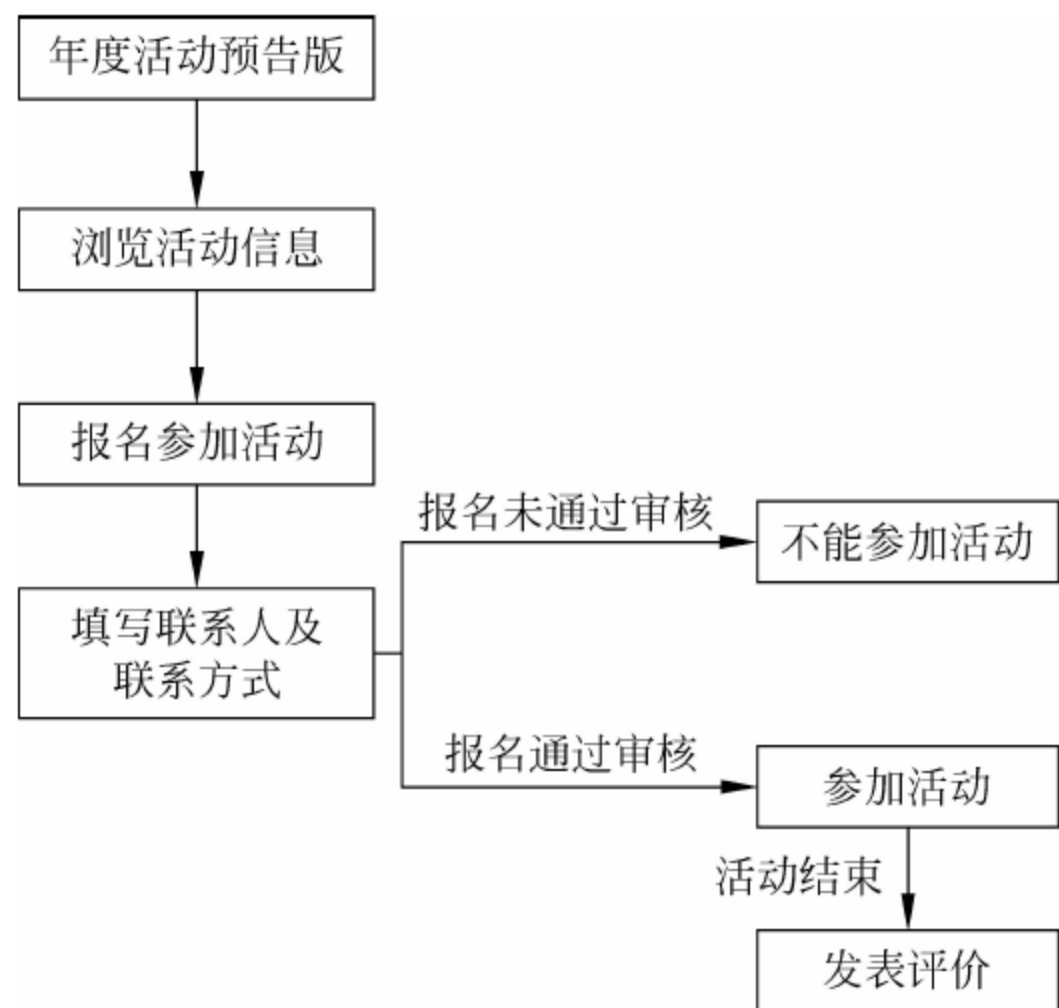 年度活动预告版
浏览活动信息
报名参加活动
填写联系人及
联系方式
报名未通过审核
不能参加活动
报名通过审核
参加活动
活动结束
发表评价